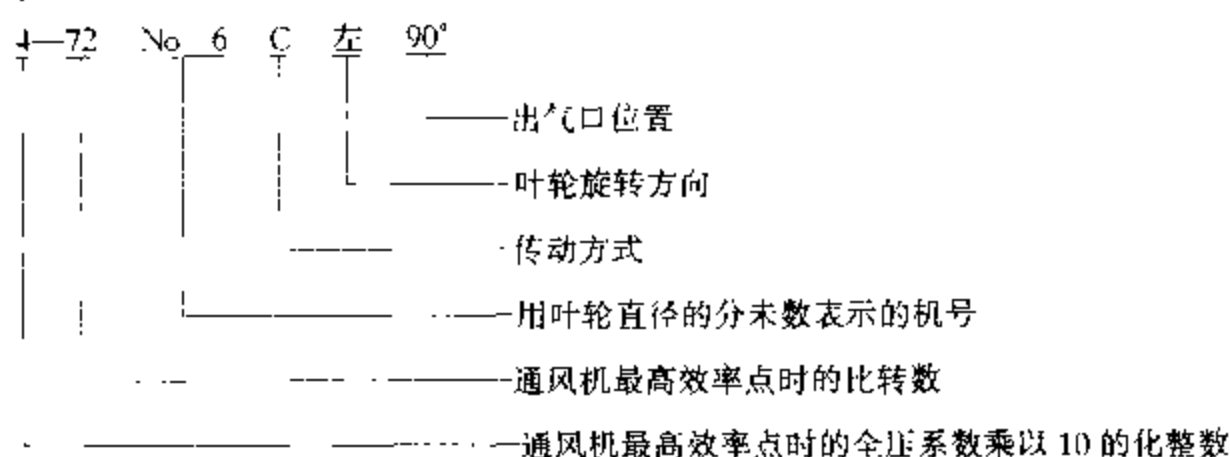 4—72 No 6 C 左 90°
出气口位置
叶轮旋转方向
传动方式
用叶轮直径的分米数表示的机号
通风机最高效率点时的比转数
通风机最高效率点时的全压系数乘以 10 的化整数